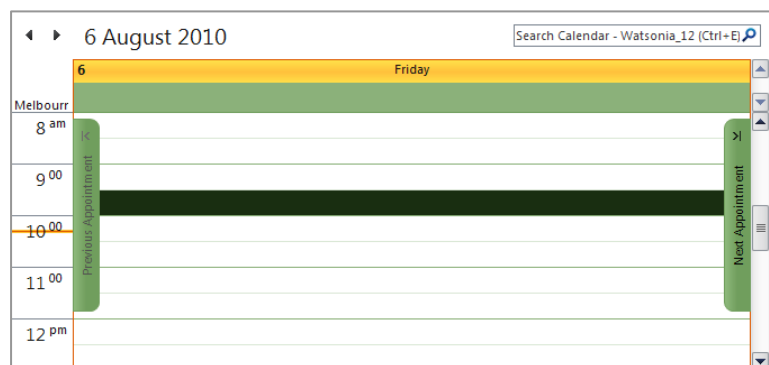 6 August 2010
Search Calendar - Watsonia_12 (Ctrl+E)
6 Friday
Melbourr
8 am
9 00
10 00
11 00
12 pm
Previous Appointment
Next Appointment